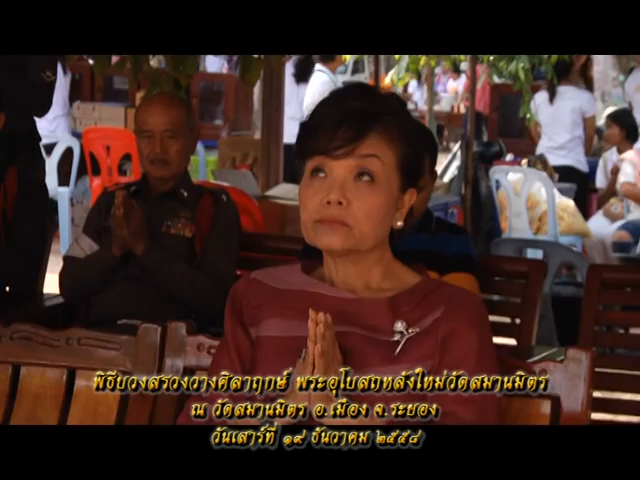 พิธีบวงสรวงวางศิลาฤกษ์ พระอุโบสถหลังใหม่วัดสมานมิตร
ณ วัดสมานมิตร อ.เมือง จ.ระยอง
วันเสาร์ที่ ๑๙ ธันวาคม ๒๕๕๔